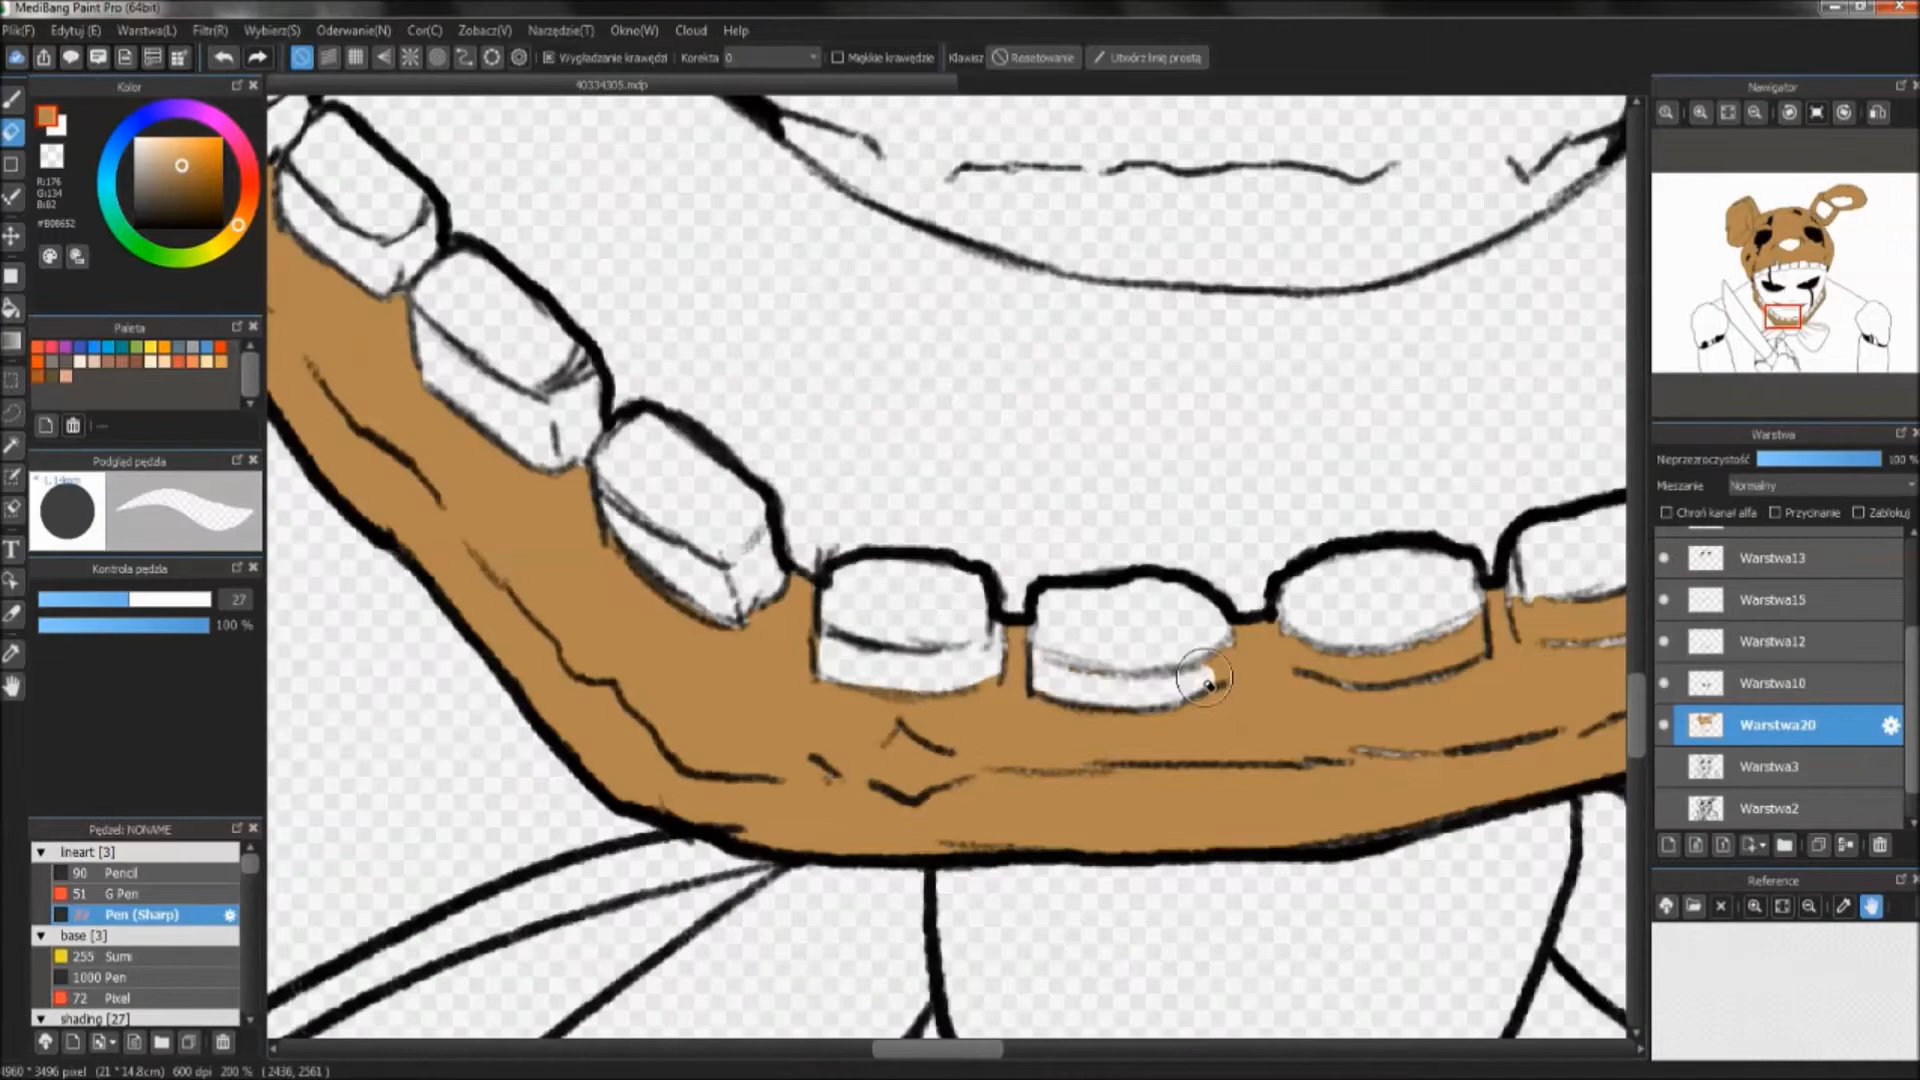 MediBang Paint Pro (64bit)
Plik(F) Edytuj (E) Warstwa(L) Filtr(R) Wybierz(S) Oderwanie(N) Cor(C) Zobacz(V) Narzędzie(T) Okno(W) Cloud Help
Wygładzanie krawędzi Korekta 0 Miękkie krawędzie Klawisz Resetowanie Utwórz linię prostą
40334305.mdp
Kolor
R:176
G:134
B:82
#B08652
Paleta
Podgląd pędzla
* 1.14mm
Kontrola pędzla
27
100 %
Pędzel: NONAME
lineart [3]
90 Pencil
51 G Pen
Pen (Sharp)
base [3]
255 Sumi
1000 Pen
72 Pixel
shading [27]
Nawigator
Warstwa
Nieprzezroczystość 100 %
Mieszanie Normalny
Chroń kanał alfa Przycinanie Zablokuj
Warstwa13
Warstwa15
Warstwa12
Warstwa10
Warstwa20
Warstwa3
Warstwa2
Reference
4960 * 3496 pixel (21 * 14.8cm) 600 dpi 200 % ( 2436, 2561 )